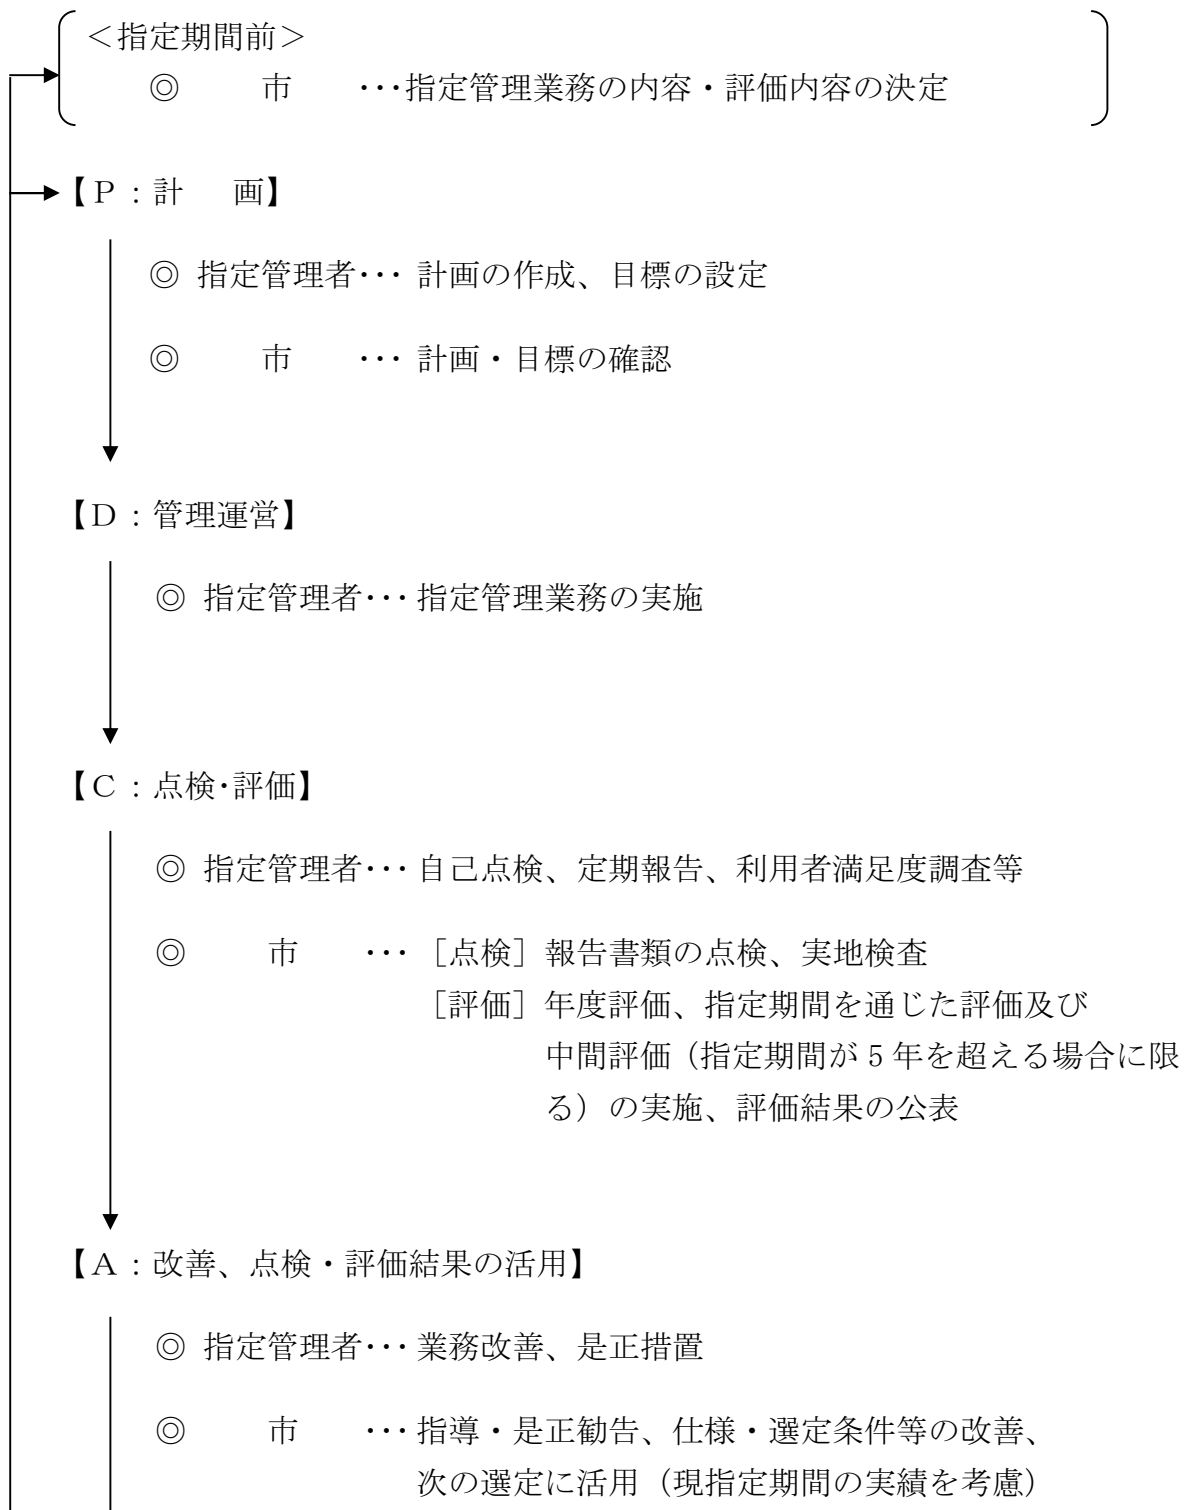 ＜指定期間前＞
◎　市　･･･指定管理業務の内容・評価内容の決定
【Ｐ：計　画】
◎ 指定管理者･･･ 計画の作成、目標の設定
◎　市　･･･ 計画・目標の確認
【Ｄ：管理運営】
◎ 指定管理者･･･ 指定管理業務の実施
【Ｃ：点検･評価】
◎ 指定管理者･･･ 自己点検、定期報告、利用者満足度調査等
◎　市　･･･［点検］報告書類の点検、実地検査
［評価］年度評価、指定期間を通じた評価及び
中間評価（指定期間が５年を超える場合に限
る）の実施、評価結果の公表
【Ａ：改善、点検・評価結果の活用】
◎ 指定管理者･･･ 業務改善、是正措置
◎　市　･･･ 指導・是正勧告、仕様・選定条件等の改善、
次の選定に活用（現指定期間の実績を考慮）